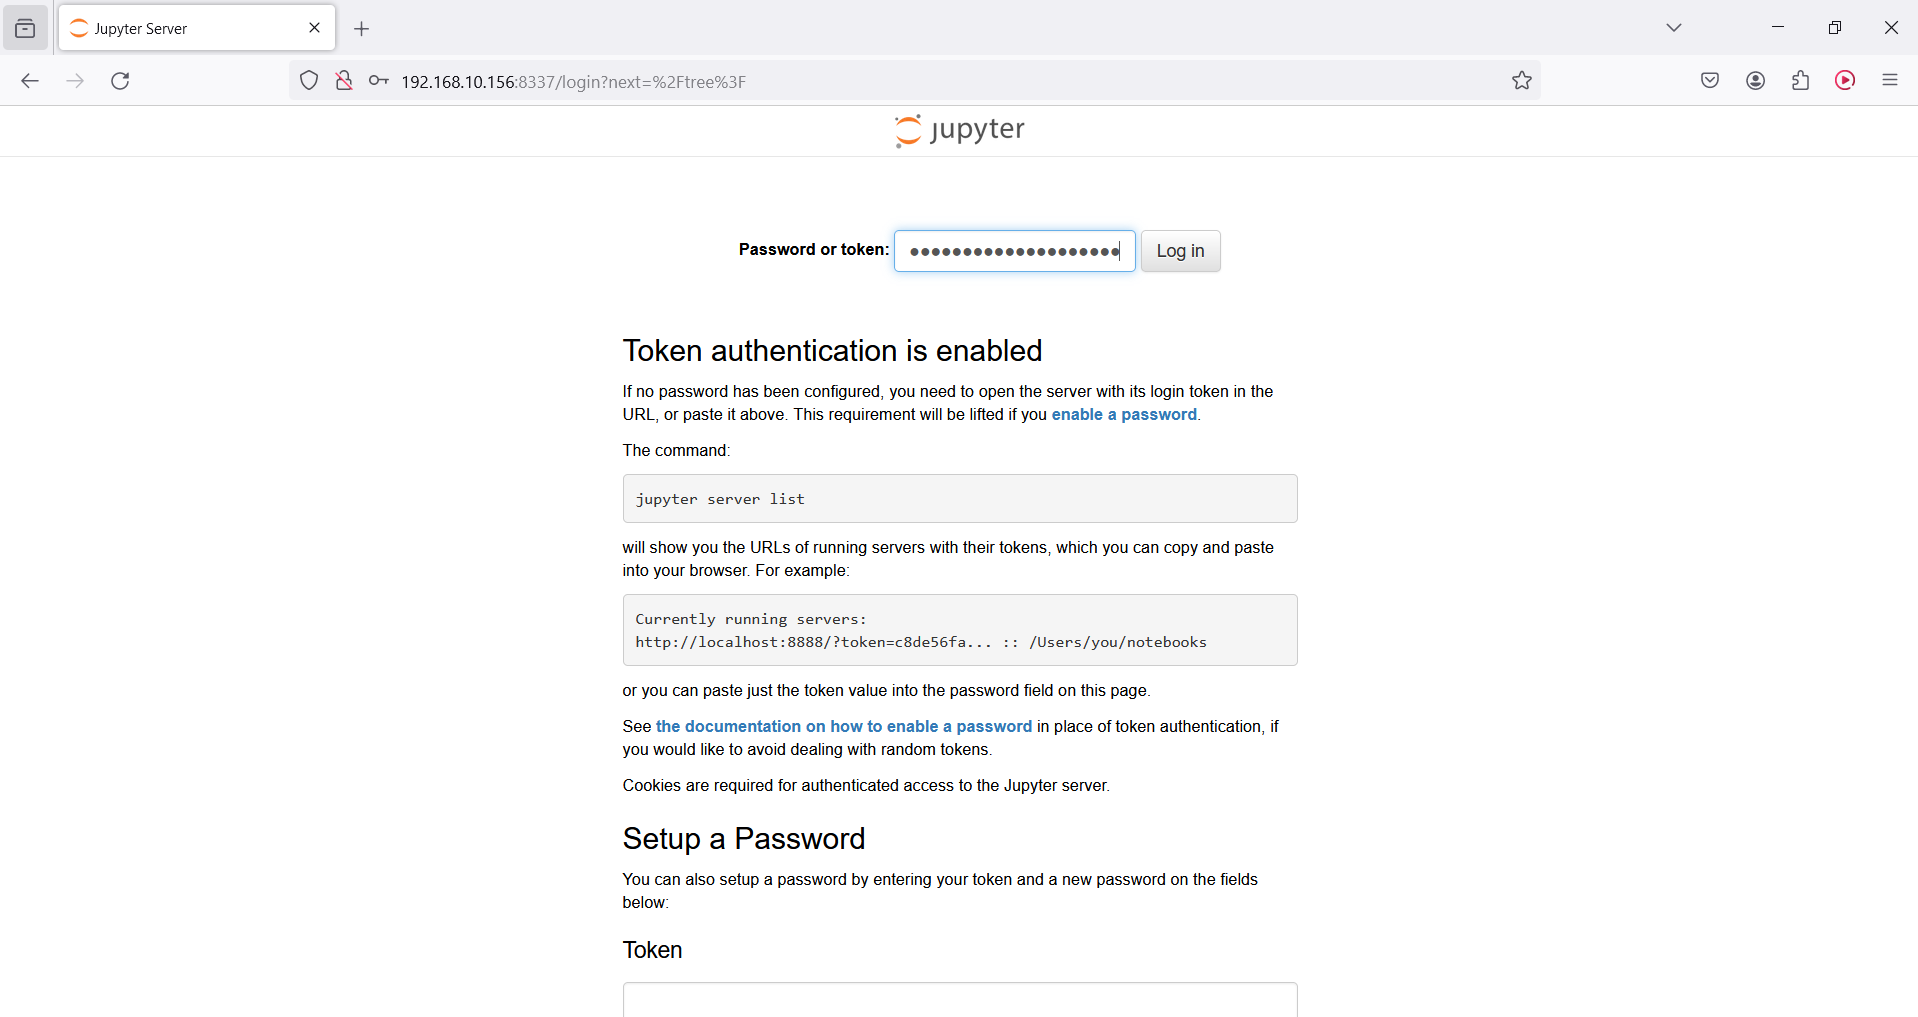 Jupyter Server
192.168.10.156:8337/login?next=%2Ftree%3F
jupyter
Password or token: ●●●●●●●●●●●●●●●●●●●● Log in
Token authentication is enabled
If no password has been configured, you need to open the server with its login token in the
URL, or paste it above. This requirement will be lifted if you enable a password.
The command:
jupyter server list
will show you the URLs of running servers with their tokens, which you can copy and paste
into your browser. For example:
Currently running servers:
http://localhost:8888/?token=c8de56fa... :: /Users/you/notebooks
or you can paste just the token value into the password field on this page.
See the documentation on how to enable a password in place of token authentication, if
you would like to avoid dealing with random tokens.
Cookies are required for authenticated access to the Jupyter server.
Setup a Password
You can also setup a password by entering your token and a new password on the fields
below:
Token